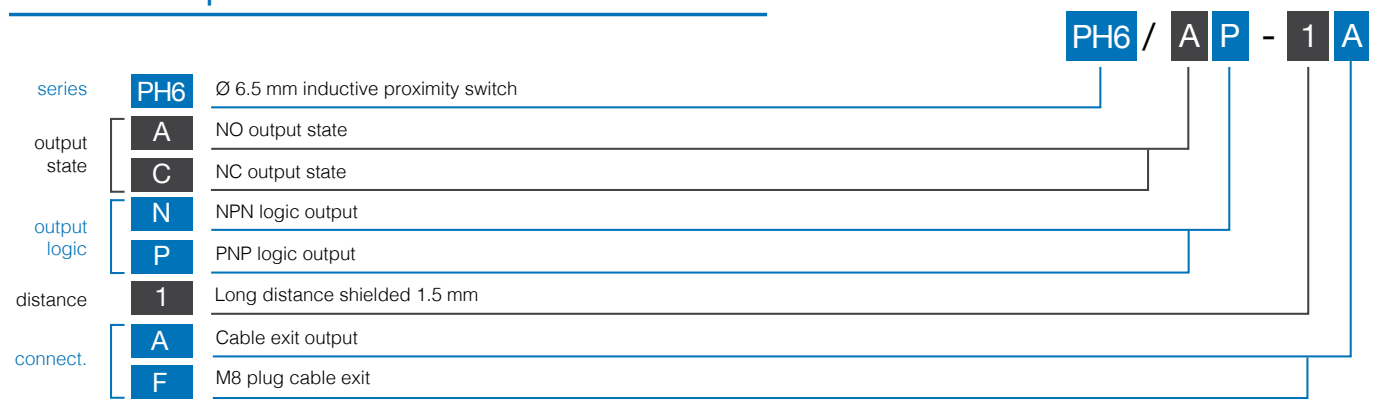 PH6 / A P - 1 A
series PH6 Ø 6.5 mm inductive proximity switch
output state
A NO output state
C NC output state
output logic
N NPN logic output
P PNP logic output
distance 1 Long distance shielded 1.5 mm
connect.
A Cable exit output
F M8 plug cable exit